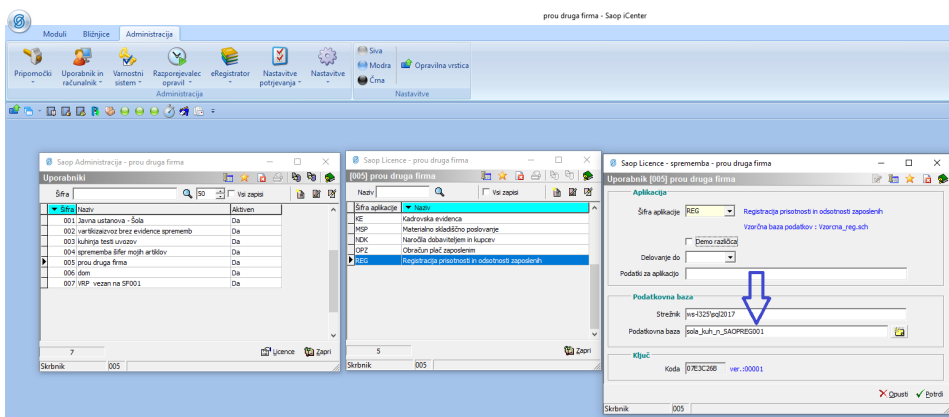 prou druga firma - Saop iCenter
Moduli Bližnjice Administracija
Pripomočki
Uporabnik in računalnik
Varnostni sistem
Razporejevalec opravil
eRegistrator
Nastavitve potrjevanja
Nastavitve
Siva
Modra
Črna
Opravilna vrstica
Administracija
Nastavitve
Saop Administracija - prou druga firma
Uporabniki
Šifra 50 Vsi zapisi
Šifra Naziv Aktiven
001 Javna ustanova - Šola Da
002 vartikizaivoz brez evidence sprememb Da
003 kuhinja testi uvozov Da
004 sprememba šifer mojih artiklov Da
005 prou druga firma Da
006 dom Da
007 VRP vezan na SF001 Da
7 Licence Zapri
Skrbnik 005
Saop Licence - prou druga firma
[005] prou druga firma
Naziv Vsi zapisi
Šifra aplikacije Naziv
KE Kadrovska evidenca
MSP Materialno skladiščno poslovanje
NDK Naročila dobaviteljem in kupcev
OPZ Obračun plač zaposlenim
REG Registracija prisotnosti in odsotnosti zaposlenih
5 Zapri
Skrbnik 005
Saop Licence - sprememba - prou druga firma
Uporabnik [005] prou druga firma
Aplikacija
Šifra aplikacije REG Registracija prisotnosti in odsotnosti zaposlenih
Vzorčna baza podatkov : Vzorcna_reg.sch
Demo različica
Delovanje do
Podatki za aplikacijo
Podatkovna baza
Strežnik ws-l325\sql2017
Podatkovna baza sola_kuh_n_SAOPREG001
Ključ
Koda 07E3C26B ver.:00001
Opusti Potrdi
Skrbnik 005